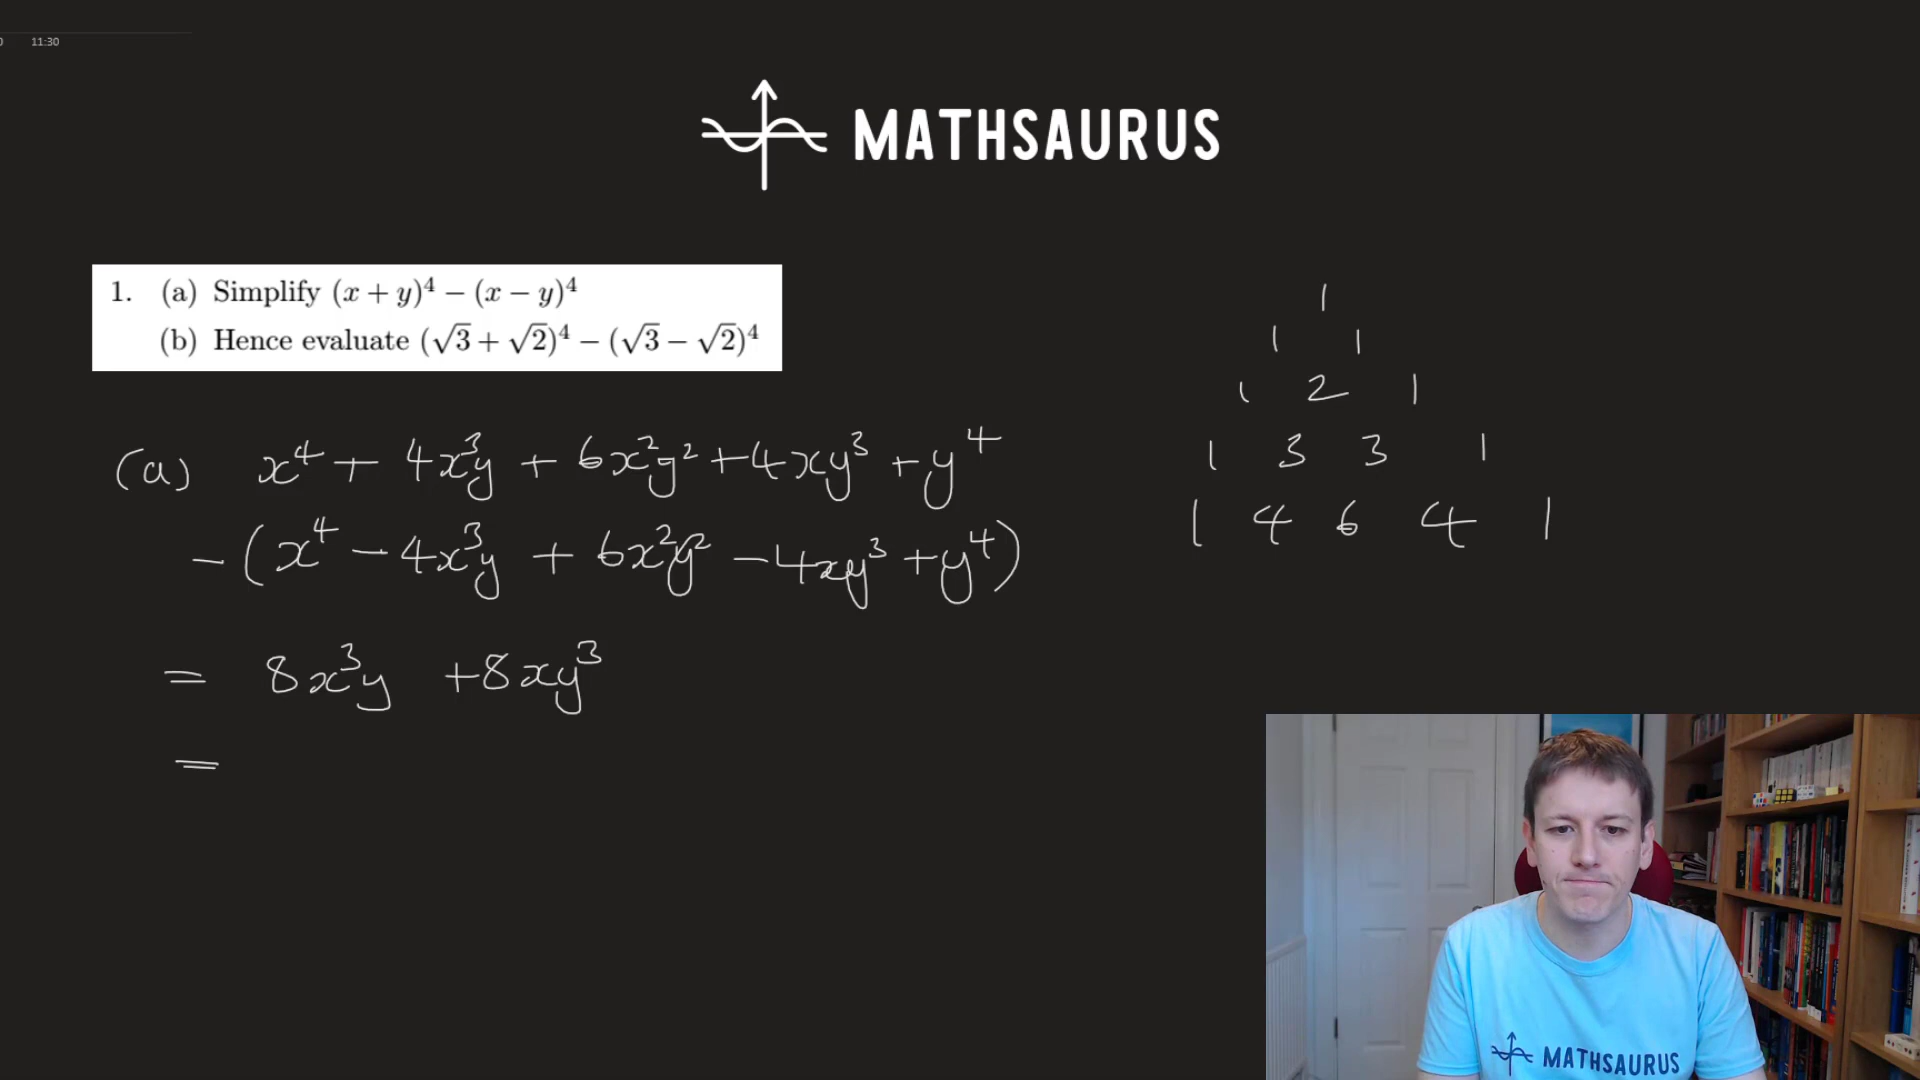 11:30
MATHSAURUS
1. (a) Simplify (x + y)⁴ − (x − y)⁴
(b) Hence evaluate (√3 + √2)⁴ − (√3 − √2)⁴
(a) x⁴ + 4x³y + 6x²y² + 4xy³ + y⁴
− (x⁴ − 4x³y + 6x²y² − 4xy³ + y⁴)
= 8x³y + 8xy³
=
1
1 1
1 2 1
1 3 3 1
1 4 6 4 1
MATHSAURUS